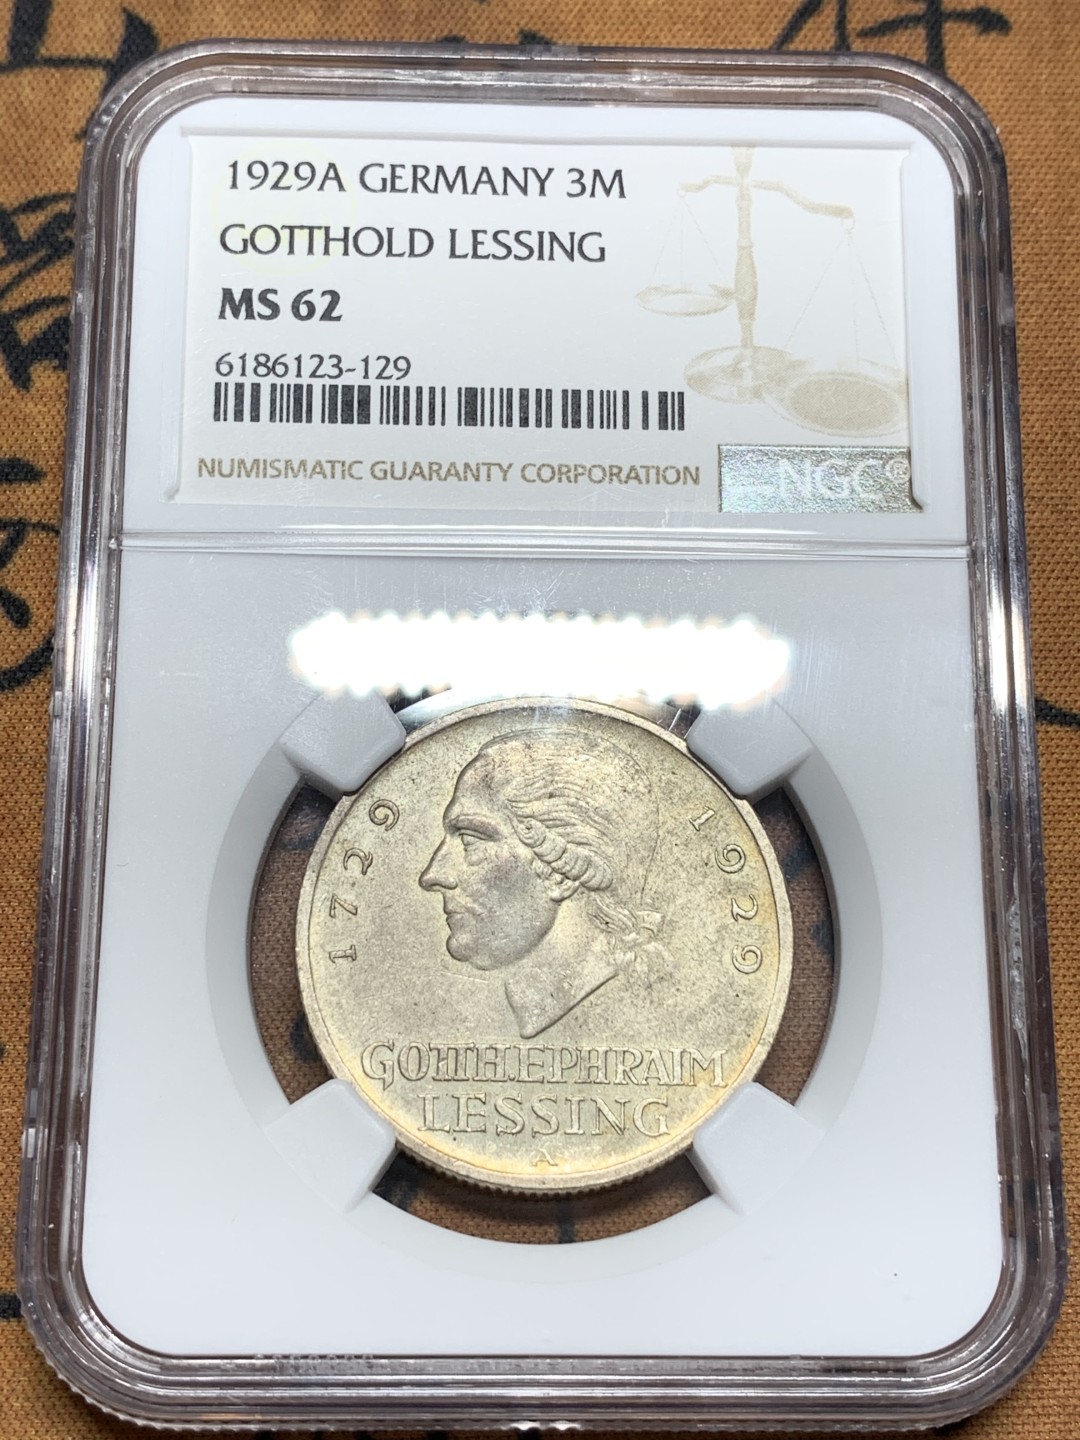 1929A GERMANY 3M
GOTTHOLD LESSING
MS 62
6186123-129
NUMISMATIC GUARANTY CORPORATION
NGC®
1729
1929
GOTTH.EPHRAIM
LESSING
A